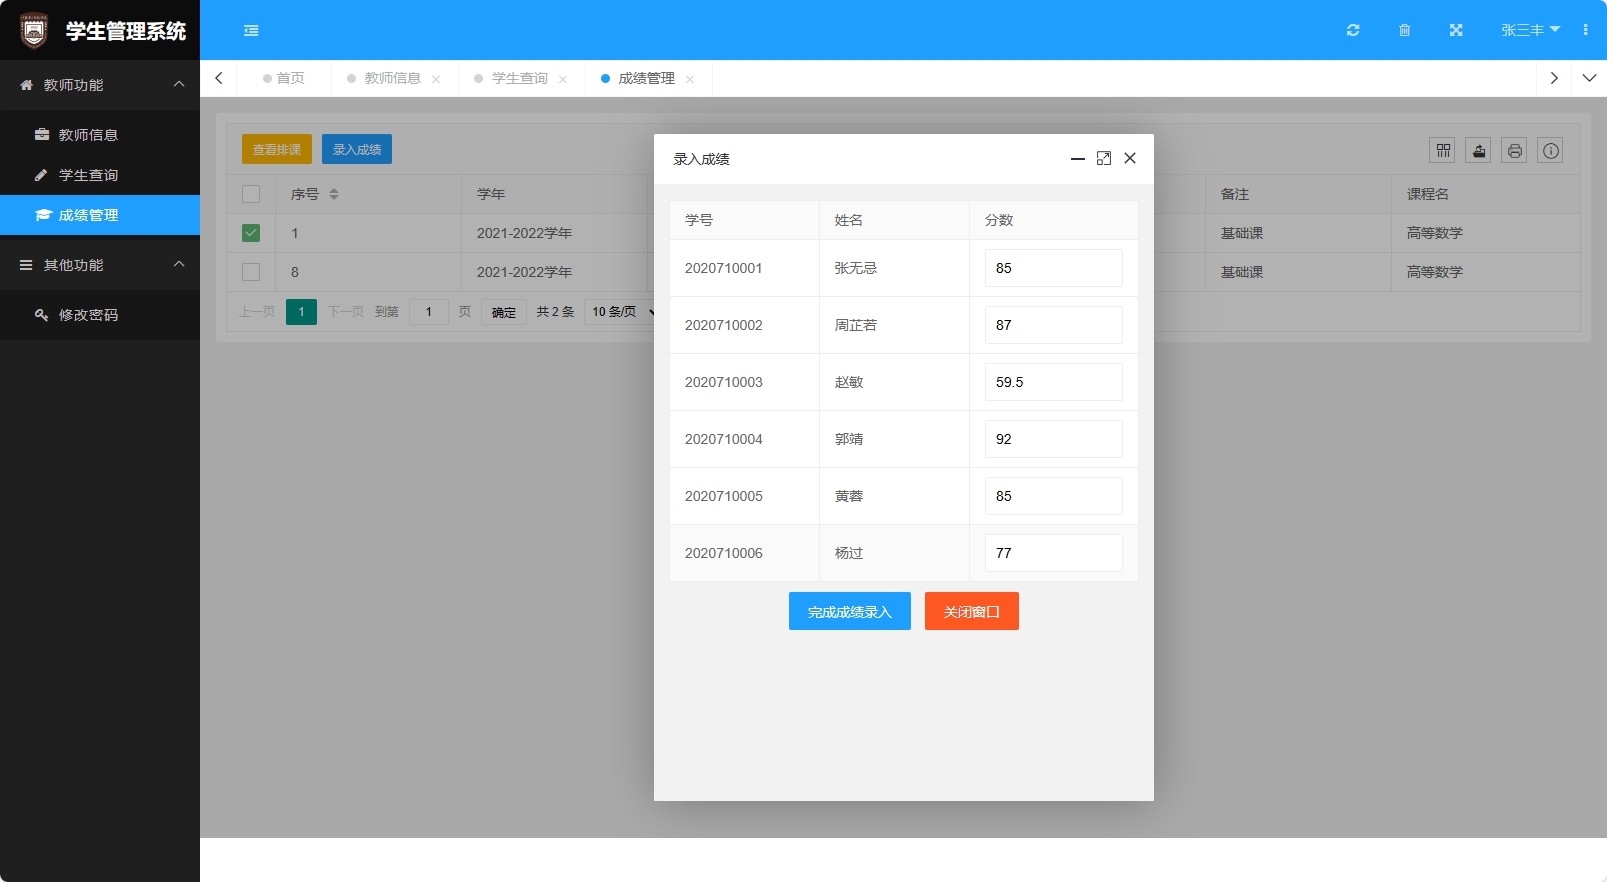 学生管理系统
张三丰
教师功能
教师信息
学生查询
成绩管理
其他功能
修改密码
首页 教师信息 学生查询 成绩管理
查看排课 录入成绩
序号 学年 备注 课程名
1 2021-2022学年 基础课 高等数学
8 2021-2022学年 基础课 高等数学
上一页 1 下一页 到第 1 页 确定 共 2 条 10 条/页
录入成绩
学号 姓名 分数
2020710001 张无忌 85
2020710002 周芷若 87
2020710003 赵敏 59.5
2020710004 郭靖 92
2020710005 黄蓉 85
2020710006 杨过 77
完成成绩录入 关闭窗口